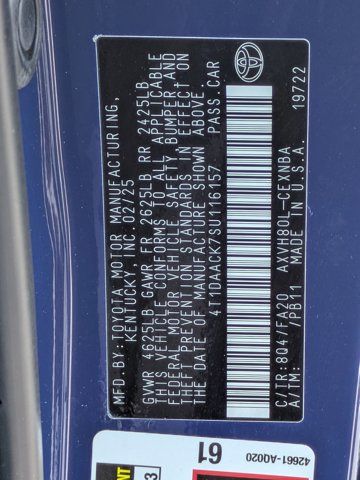 MFD. BY: TOYOTA MOTOR MANUFACTURING,
KENTUCKY, INC. 02/25
GVWR 4625LB GAWR FR 2625LB RR 2425LB
THIS VEHICLE CONFORMS TO ALL APPLICABLE
FEDERAL MOTOR VEHICLE SAFETY, BUMPER AND
THEFT PREVENTION STANDARDS IN EFFECT ON
THE DATE OF MANUFACTURE SHOWN ABOVE.
4T1DAACK7SU116157 PASS. CAR
C/TR: 8Q47FA20 AXVH80L-CEXNBA
A/TM: /PB11 MADE IN U.S.A. 19722
42661-AQ020
61